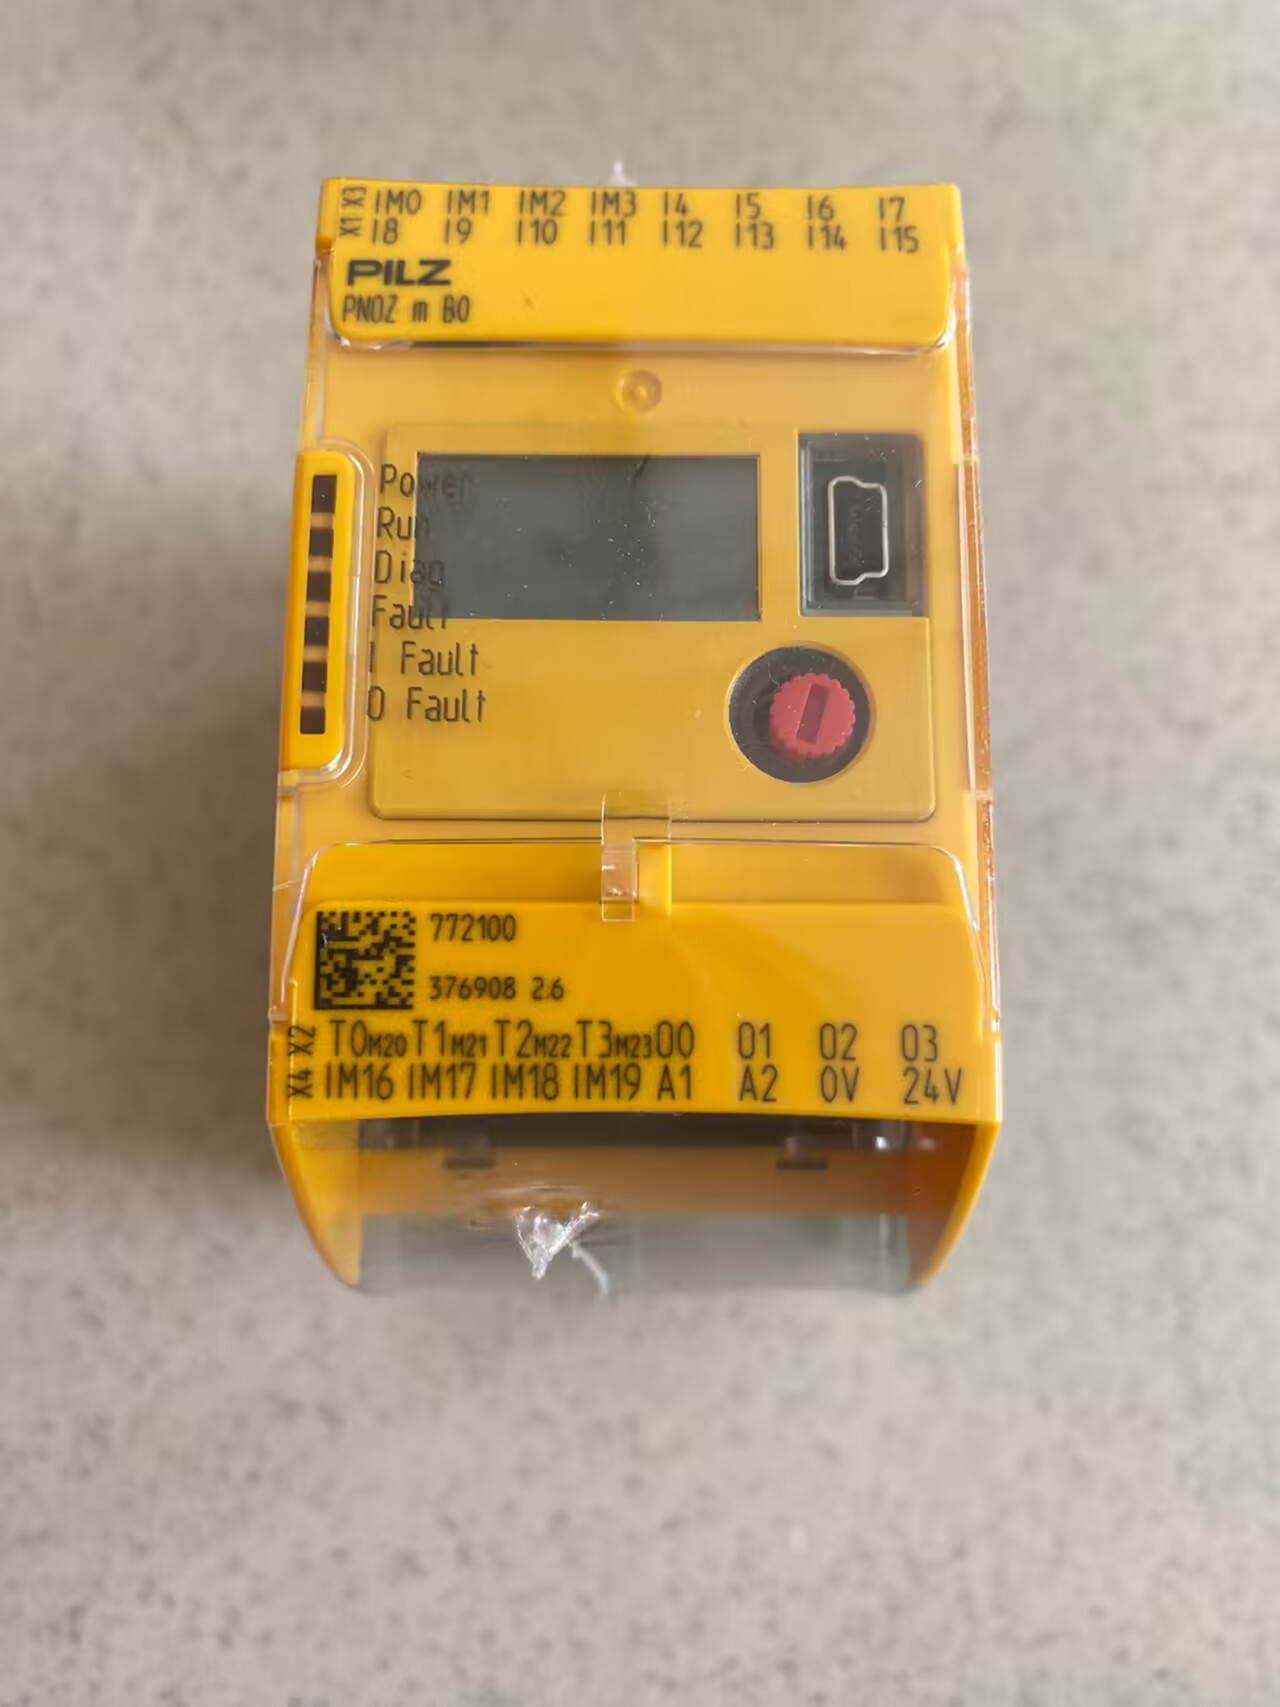 X3 IM0 IM1 IM2 IM3 I4 I5 I6 I7
X1 I8 I9 I10 I11 I12 I13 I14 I15
PILZ
PNOZ m B0
Power
Run
Diag
Fault
I Fault
O Fault
772100
376908 2.6
X2 T0M20 T1M21 T2M22 T3M23 O0 O1 O2 O3
X4 IM16 IM17 IM18 IM19 A1 A2 0V 24V